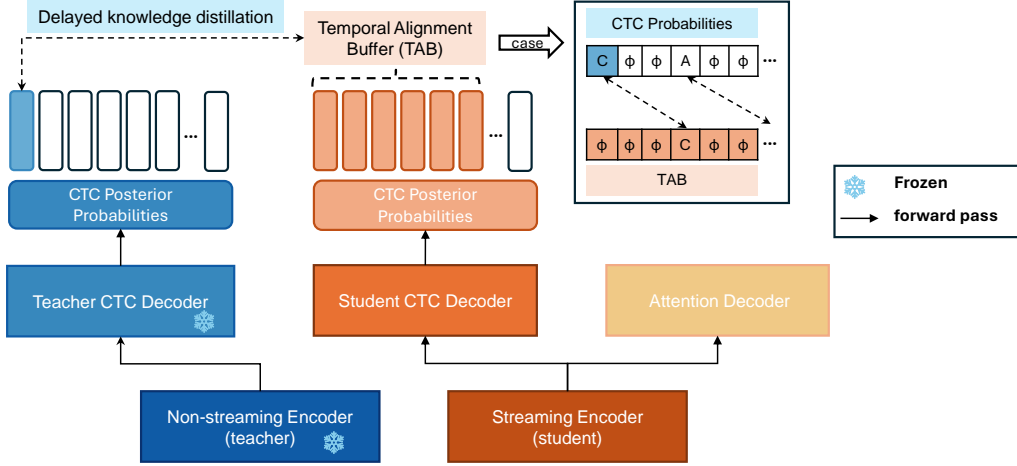 Delayed knowledge distillation
Temporal Alignment
Buffer (TAB)
case
CTC Probabilities
C ϕ ϕ A ϕ ϕ ...
ϕ ϕ ϕ C ϕ ϕ ...
TAB
...
...
CTC Posterior
Probabilities
CTC Posterior
Probabilities
Frozen
forward pass
Teacher CTC Decoder
Student CTC Decoder
Attention Decoder
Non-streaming Encoder
(teacher)
Streaming Encoder
(student)